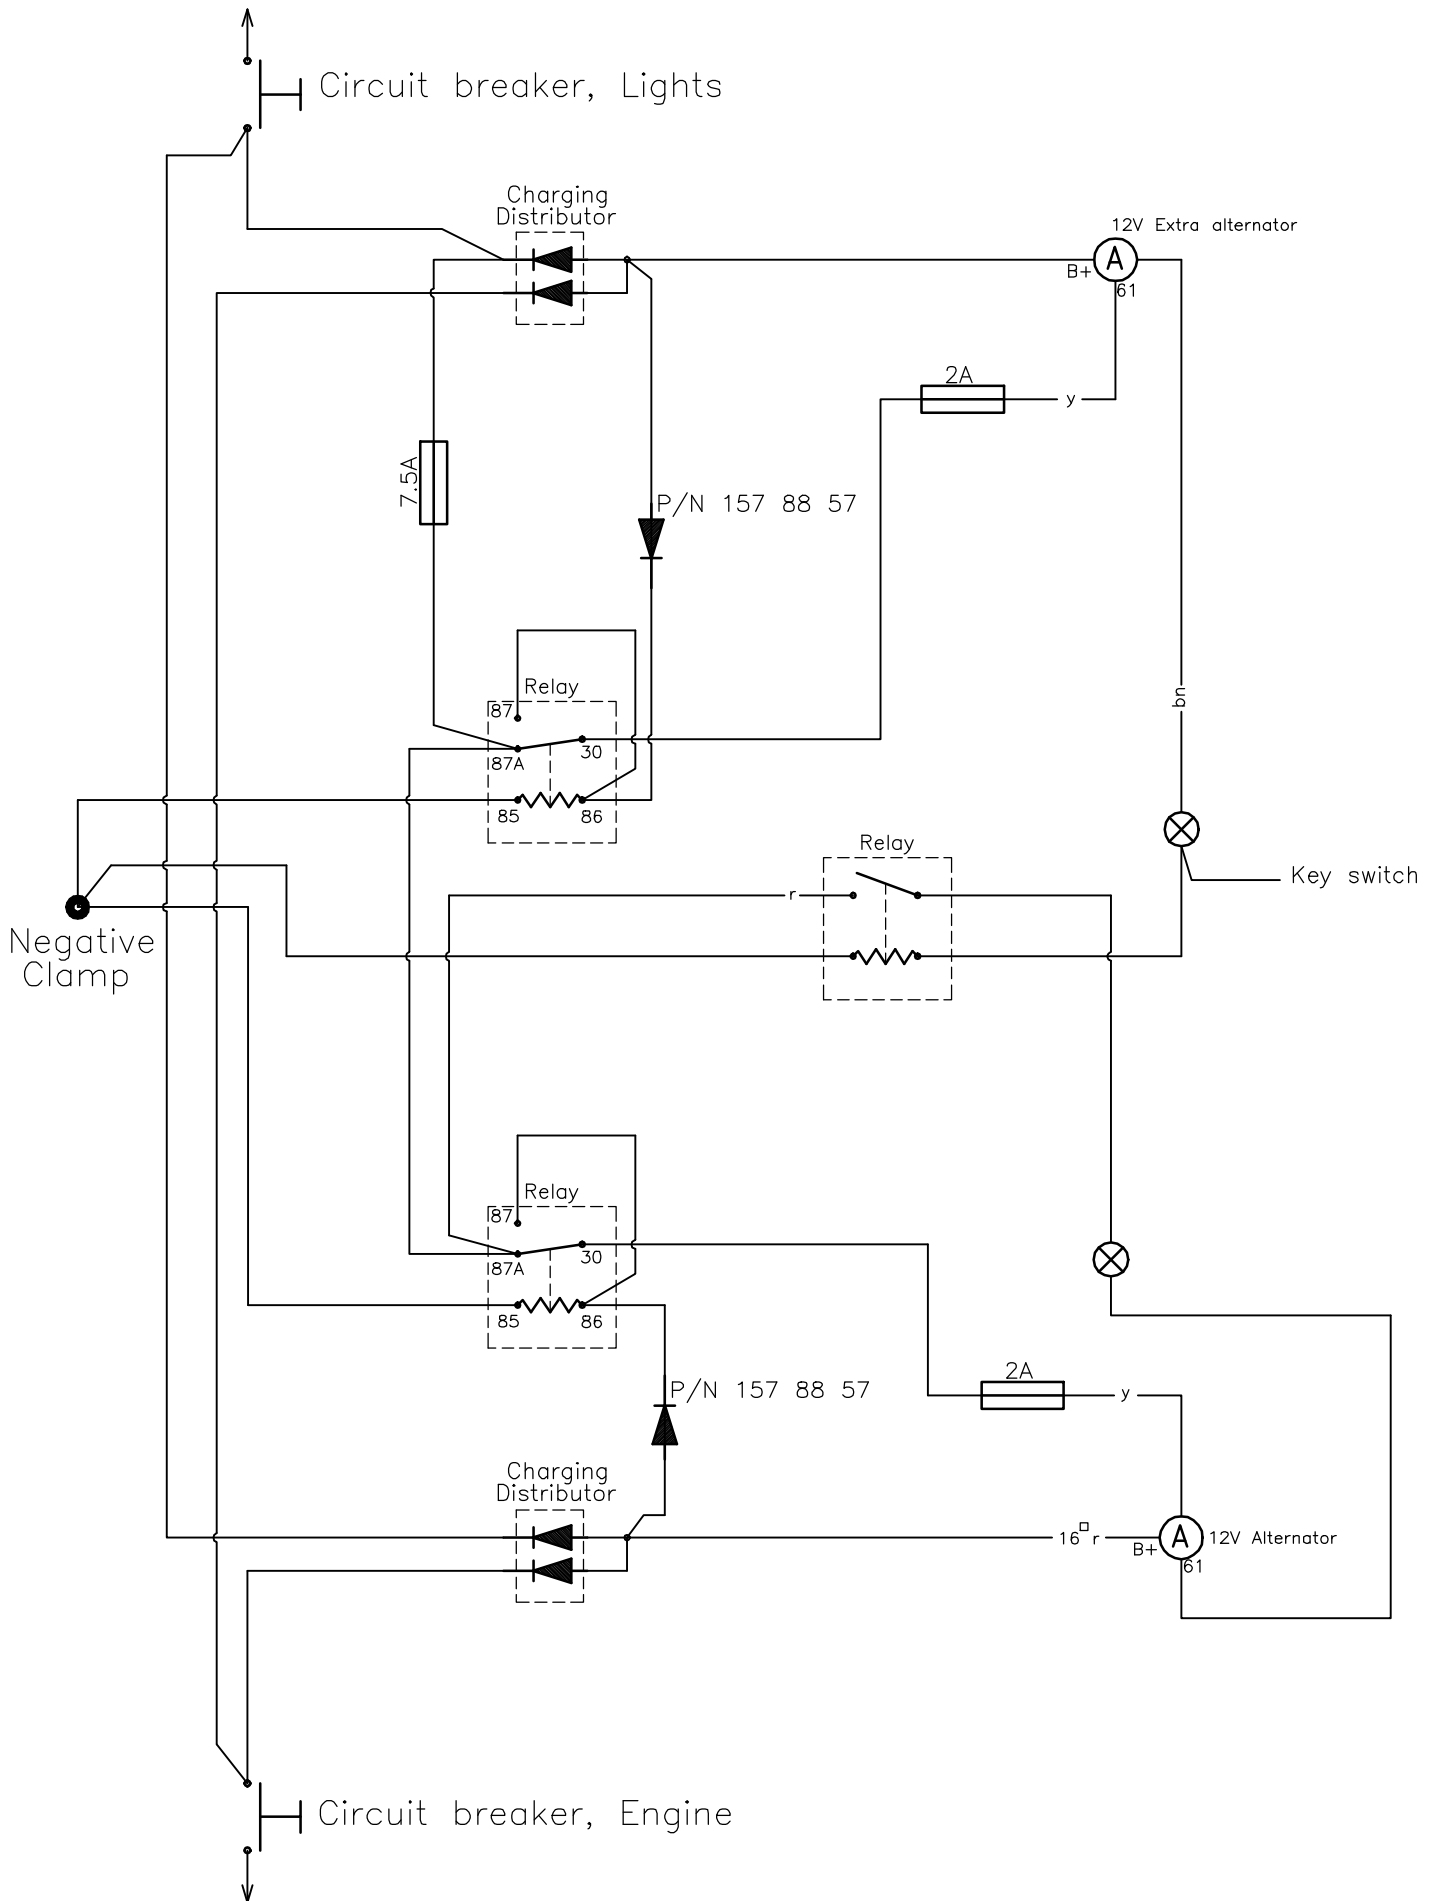 Circuit breaker, Lights
Charging
Distributor
12V Extra alternator
B+
A
61
2A
y
7.5A
P/N 157 88 57
bn
Relay
87
30
87A
85
86
Relay
Key switch
r
Negative
Clamp
Relay
87
30
87A
85
86
2A
y
P/N 157 88 57
Charging
Distributor
16□ r
B+
A
12V Alternator
61
Circuit breaker, Engine